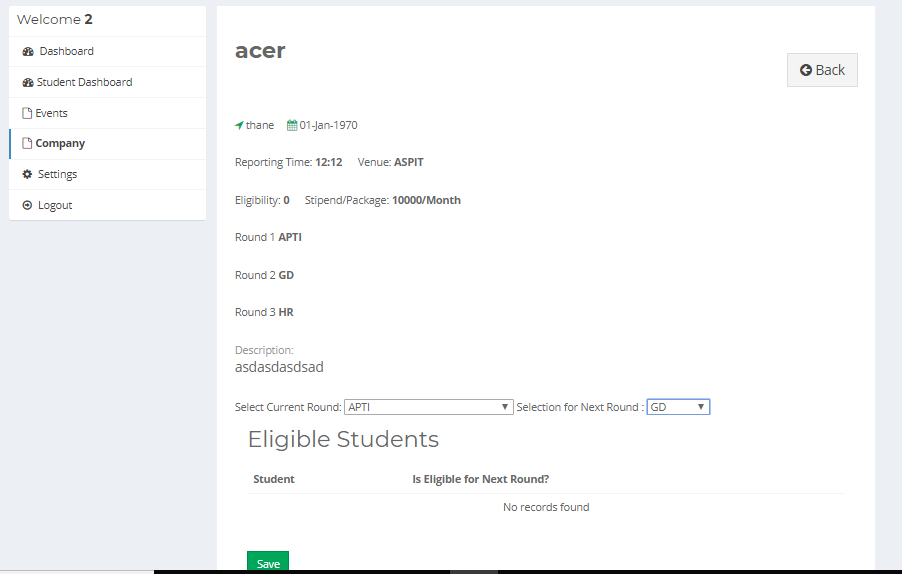 Welcome 2
Dashboard
Student Dashboard
Events
Company
Settings
Logout
acer
Back
thane 01-Jan-1970
Reporting Time: 12:12 Venue: ASPIT
Eligibility: 0 Stipend/Package: 10000/Month
Round 1 APTI
Round 2 GD
Round 3 HR
Description:
asdasdasdsad
Select Current Round: APTI Selection for Next Round : GD
Eligible Students
Student Is Eligible for Next Round?
No records found
Save